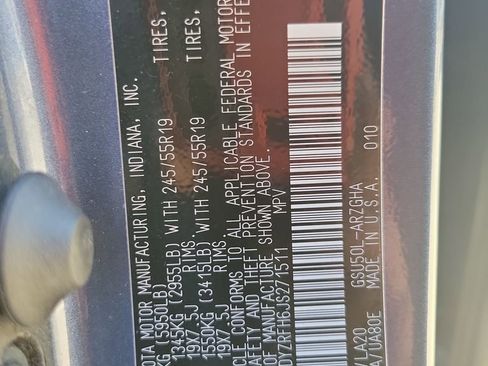 OTA MOTOR MANUFACTURING, INDIANA, INC.
KG (5950LB)
1345KG (2955LB) WITH 245/55R19 TIRES,
19X7.5J RIMS.
1550KG (3415LB) WITH 245/55R19 TIRES,
19X7.5J RIMS.
CLE CONFORMS TO ALL APPLICABLE FEDERAL MOTOR
SAFETY AND THEFT PREVENTION STANDARDS IN EFFE
OF MANUFACTURE SHOWN ABOVE.
DYZRFH6JS271511 MPV
010
/LA20 GSU50L-ARZGHA
A/UA80E MADE IN U.S.A.